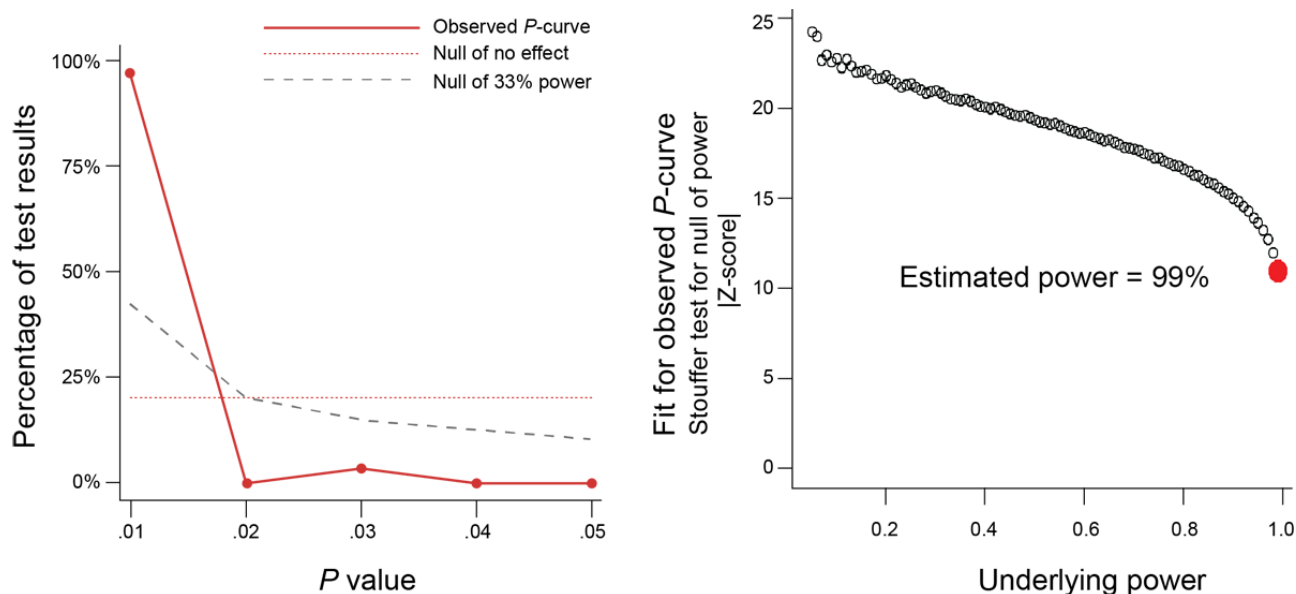 Observed P-curve
Null of no effect
Null of 33% power
Percentage of test results
100%
75%
50%
25%
0%
.01
.02
.03
.04
.05
P value
Fit for observed P-curve
Stouffer test for null of power
|Z-score|
25
20
15
10
5
0
Estimated power = 99%
0.2
0.4
0.6
0.8
1.0
Underlying power